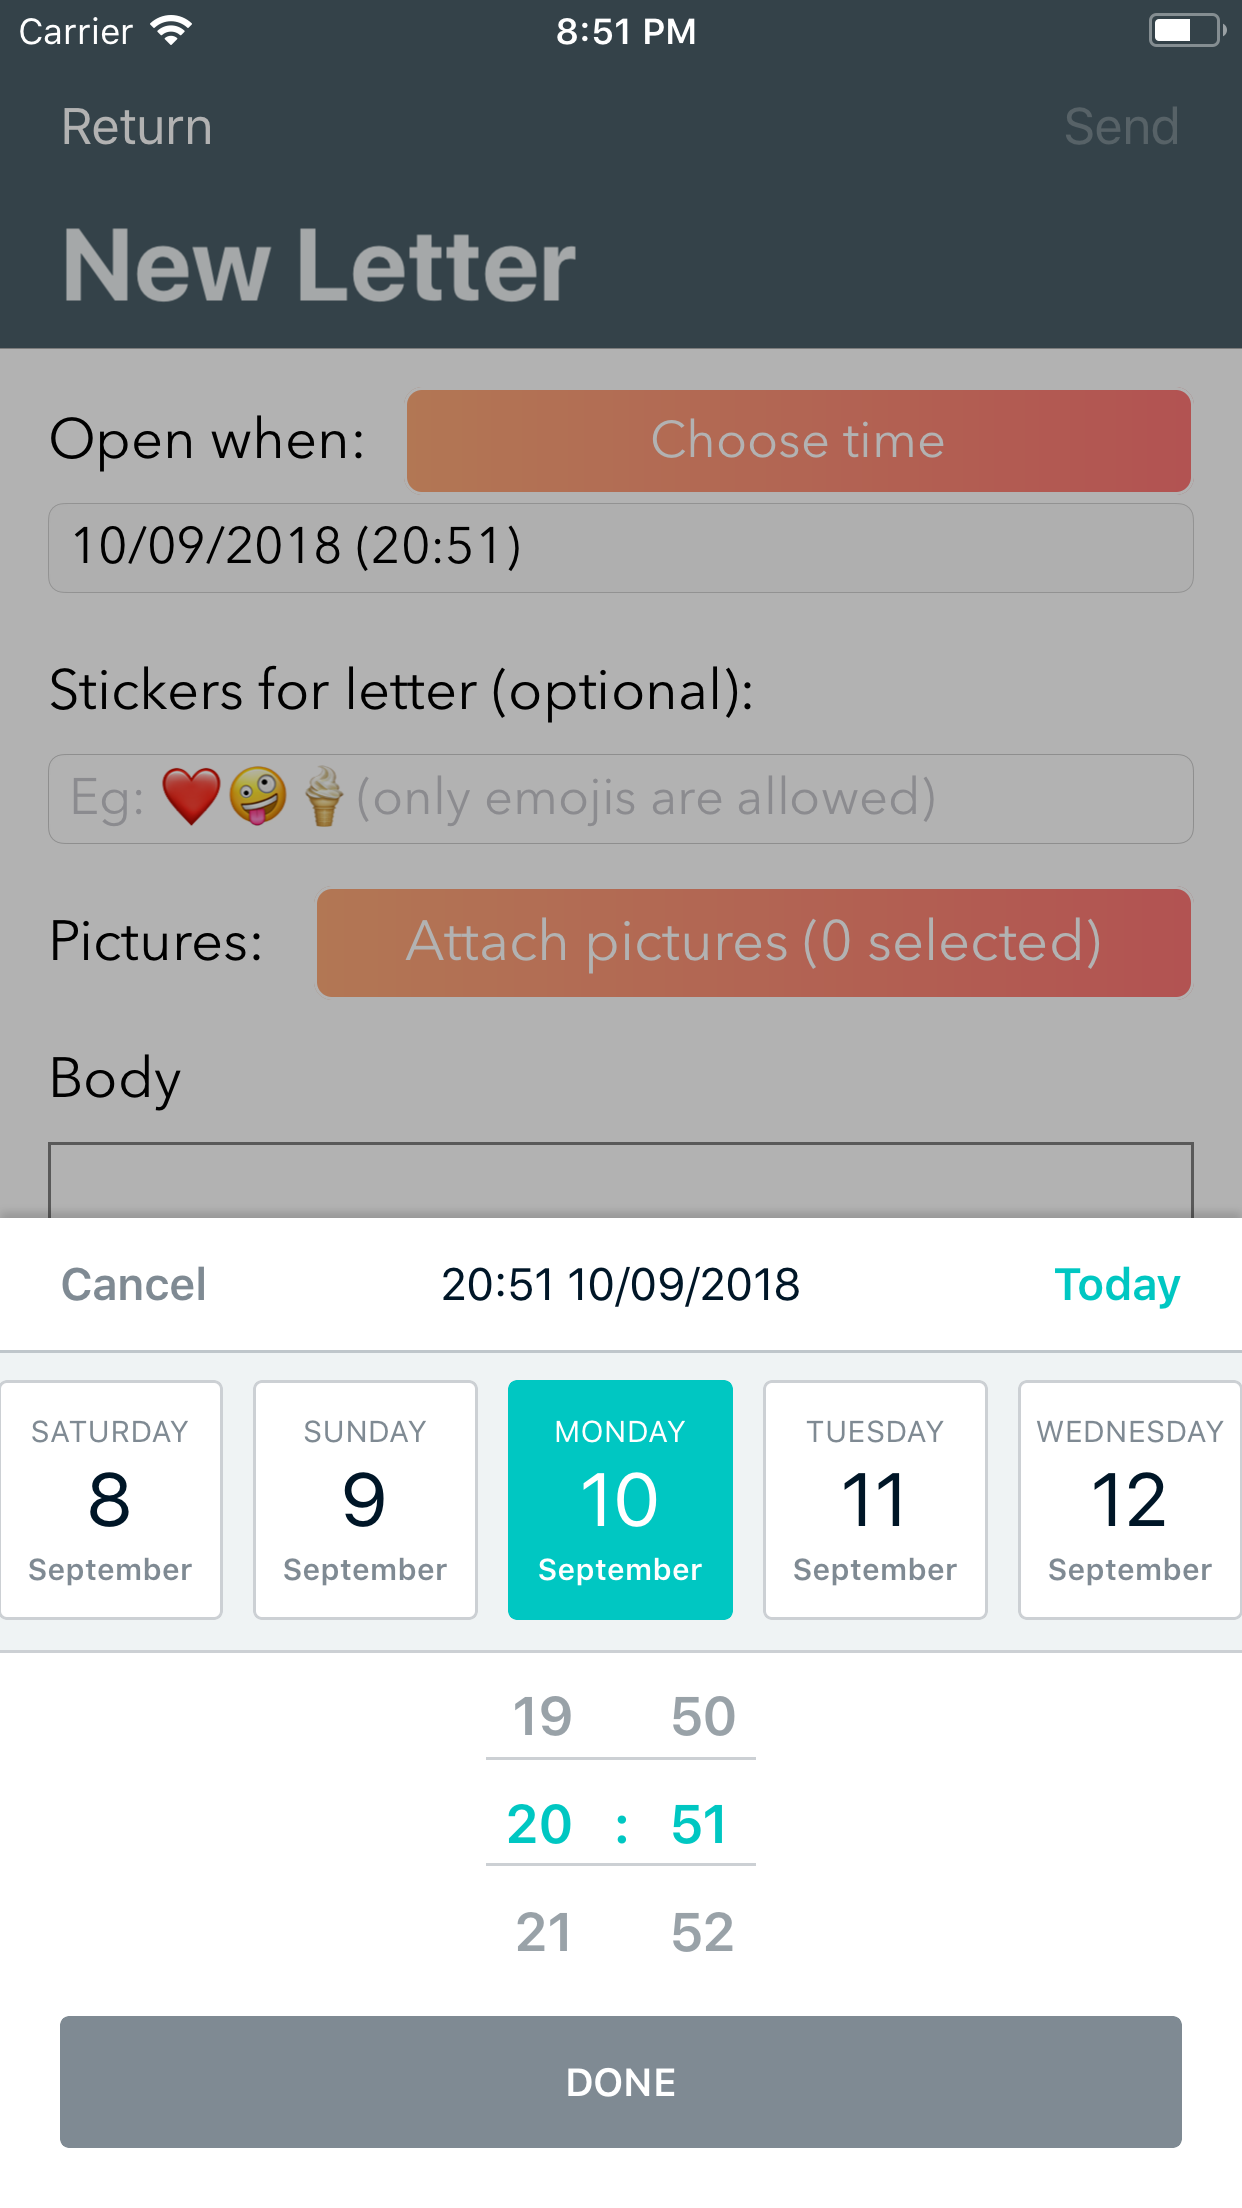 Carrier 8:51 PM
Return Send
New Letter
Open when: Choose time
10/09/2018 (20:51)
Stickers for letter (optional):
Eg: ❤️🤪🍦(only emojis are allowed)
Pictures: Attach pictures (0 selected)
Body
Cancel 20:51 10/09/2018 Today
SATURDAY SUNDAY MONDAY TUESDAY WEDNESDAY
8 9 10 11 12
September September September September September
19 50
20 : 51
21 52
DONE